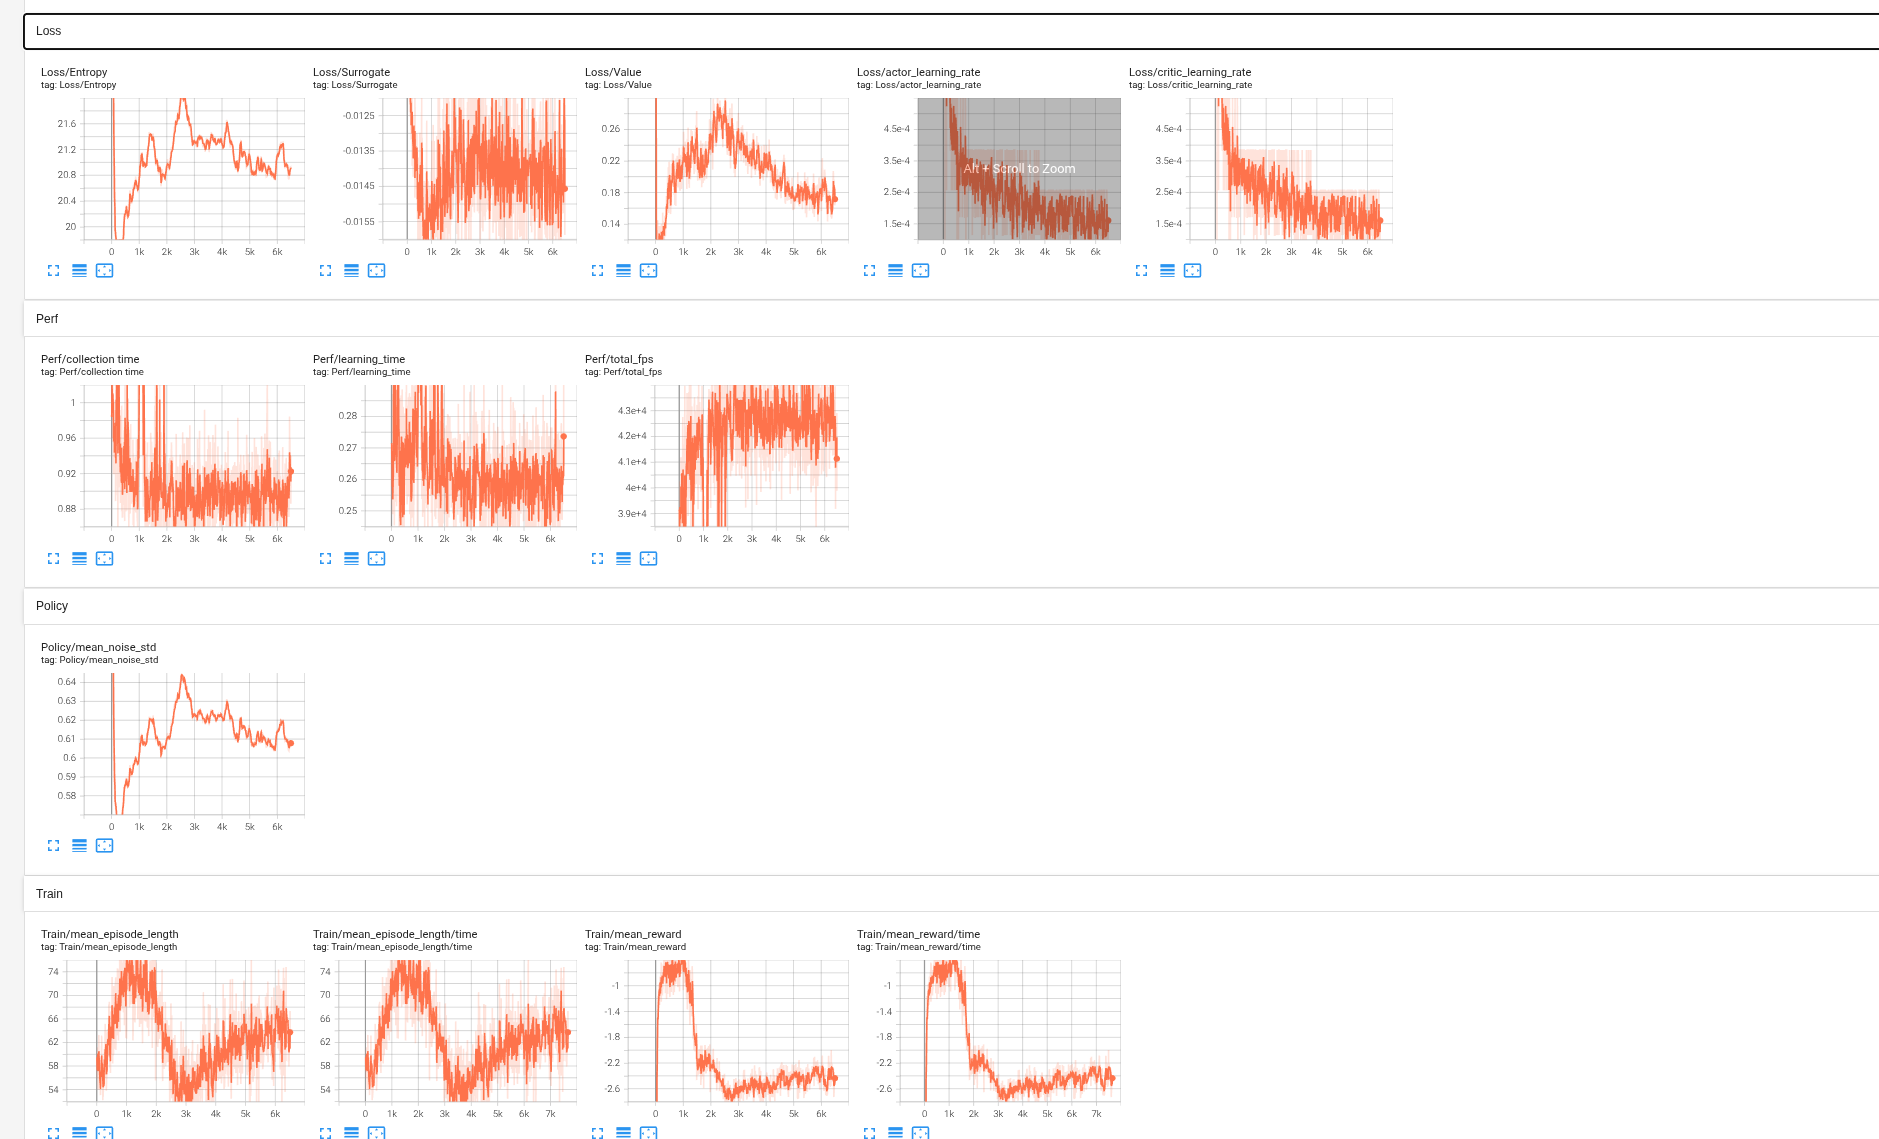 Loss
Loss/Entropy
tag: Loss/Entropy
21.6
21.2
20.8
20.4
20
0 1k 2k 3k 4k 5k 6k
Loss/Surrogate
tag: Loss/Surrogate
-0.0125
-0.0135
-0.0145
-0.0155
0 1k 2k 3k 4k 5k 6k
Loss/Value
tag: Loss/Value
0.26
0.22
0.18
0.14
0 1k 2k 3k 4k 5k 6k
Loss/actor_learning_rate
tag: Loss/actor_learning_rate
4.5e-4
3.5e-4
2.5e-4
1.5e-4
Alt + Scroll to Zoom
0 1k 2k 3k 4k 5k 6k
Loss/critic_learning_rate
tag: Loss/critic_learning_rate
4.5e-4
3.5e-4
2.5e-4
1.5e-4
0 1k 2k 3k 4k 5k 6k
Perf
Perf/collection time
tag: Perf/collection time
1
0.96
0.92
0.88
0 1k 2k 3k 4k 5k 6k
Perf/learning_time
tag: Perf/learning_time
0.28
0.27
0.26
0.25
0 1k 2k 3k 4k 5k 6k
Perf/total_fps
tag: Perf/total_fps
4.3e+4
4.2e+4
4.1e+4
4e+4
3.9e+4
0 1k 2k 3k 4k 5k 6k
Policy
Policy/mean_noise_std
tag: Policy/mean_noise_std
0.64
0.63
0.62
0.61
0.6
0.59
0.58
0 1k 2k 3k 4k 5k 6k
Train
Train/mean_episode_length
tag: Train/mean_episode_length
74
70
66
62
58
54
0 1k 2k 3k 4k 5k 6k
Train/mean_episode_length/time
tag: Train/mean_episode_length/time
74
70
66
62
58
54
0 1k 2k 3k 4k 5k 6k 7k
Train/mean_reward
tag: Train/mean_reward
-1
-1.4
-1.8
-2.2
-2.6
0 1k 2k 3k 4k 5k 6k
Train/mean_reward/time
tag: Train/mean_reward/time
-1
-1.4
-1.8
-2.2
-2.6
0 1k 2k 3k 4k 5k 6k 7k